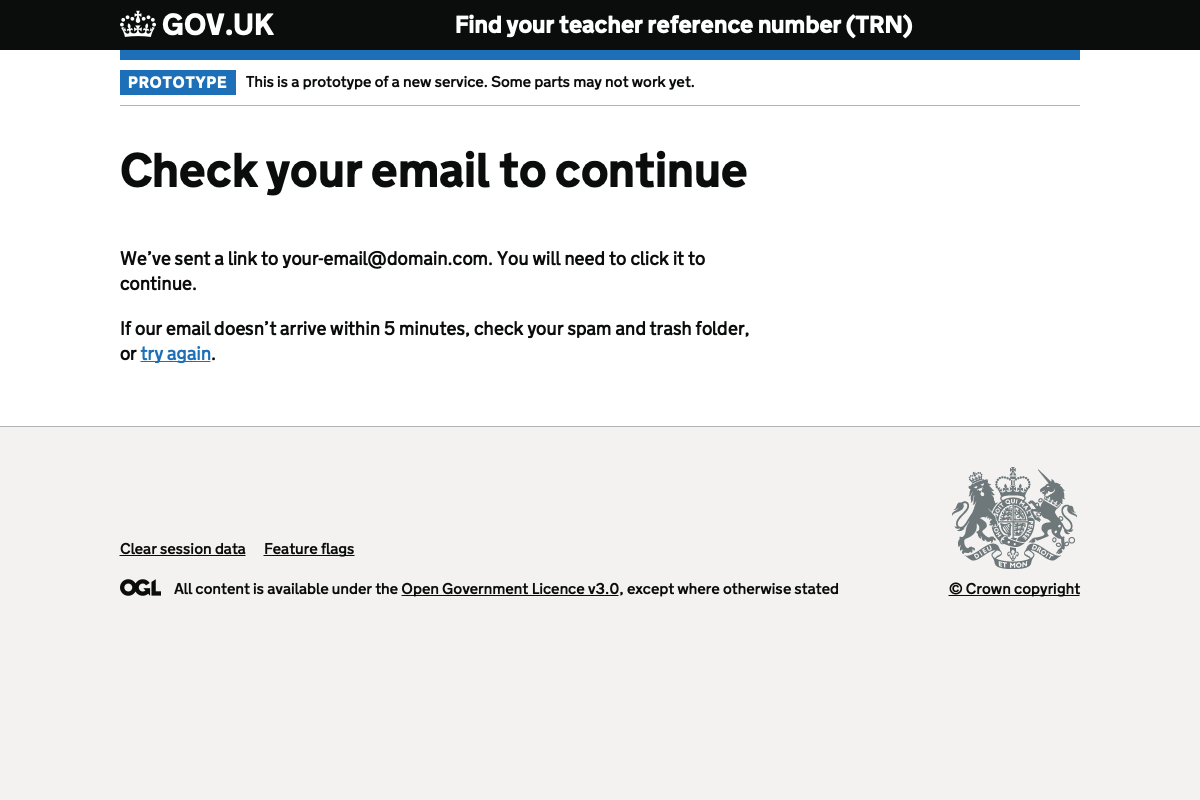 GOV.UK
Find your teacher reference number (TRN)
PROTOTYPE
This is a prototype of a new service. Some parts may not work yet.
Check your email to continue
We’ve sent a link to your-email@domain.com. You will need to click it to
continue.
If our email doesn’t arrive within 5 minutes, check your spam and trash folder,
or try again.
Clear session data
Feature flags
OGL
All content is available under the Open Government Licence v3.0, except where otherwise stated
DIEU ET MON DROIT
© Crown copyright